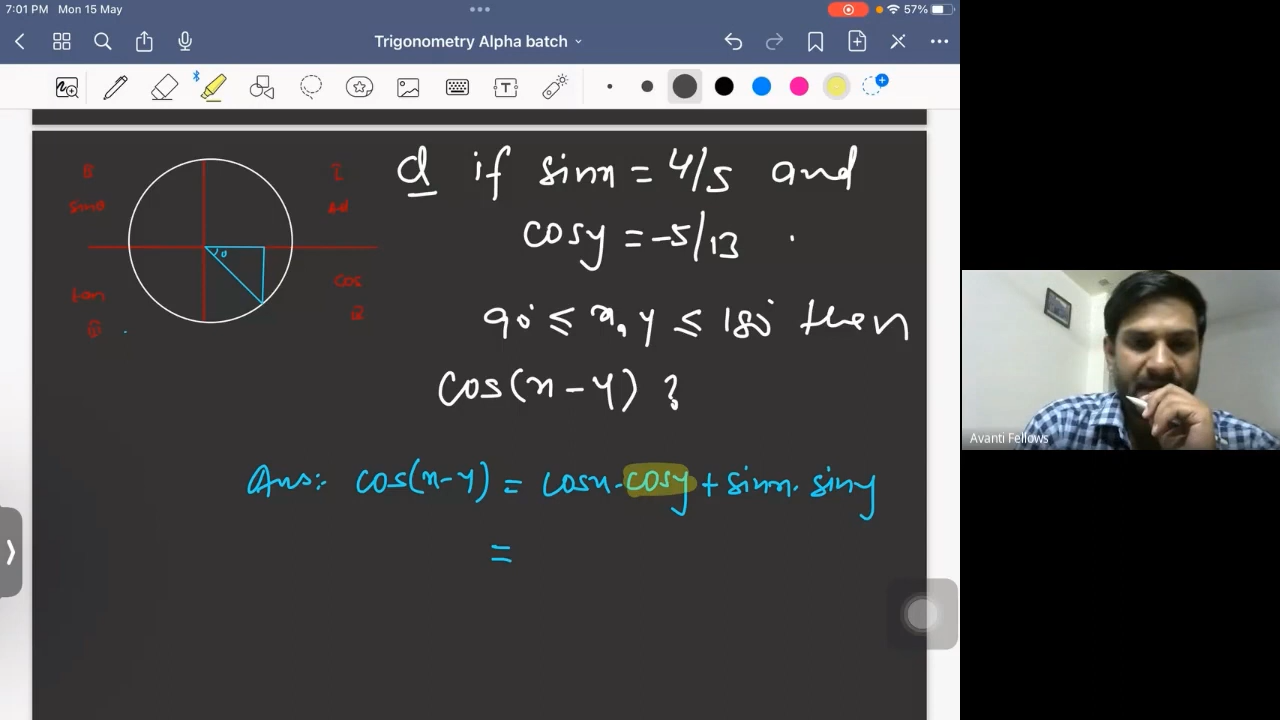 7:01 PM Mon 15 May
57%
Trigonometry Alpha batch
T
II
sinθ
I
All
tan
III
cos
IV
θ
Q if sinx = 4/5 and
cosy = -5/13 .
90° ≤ x, y ≤ 180° then
cos(x-y) ?
Ans: cos(x-y) = cosx. cosy + sinx. siny
=
Avanti Fellows